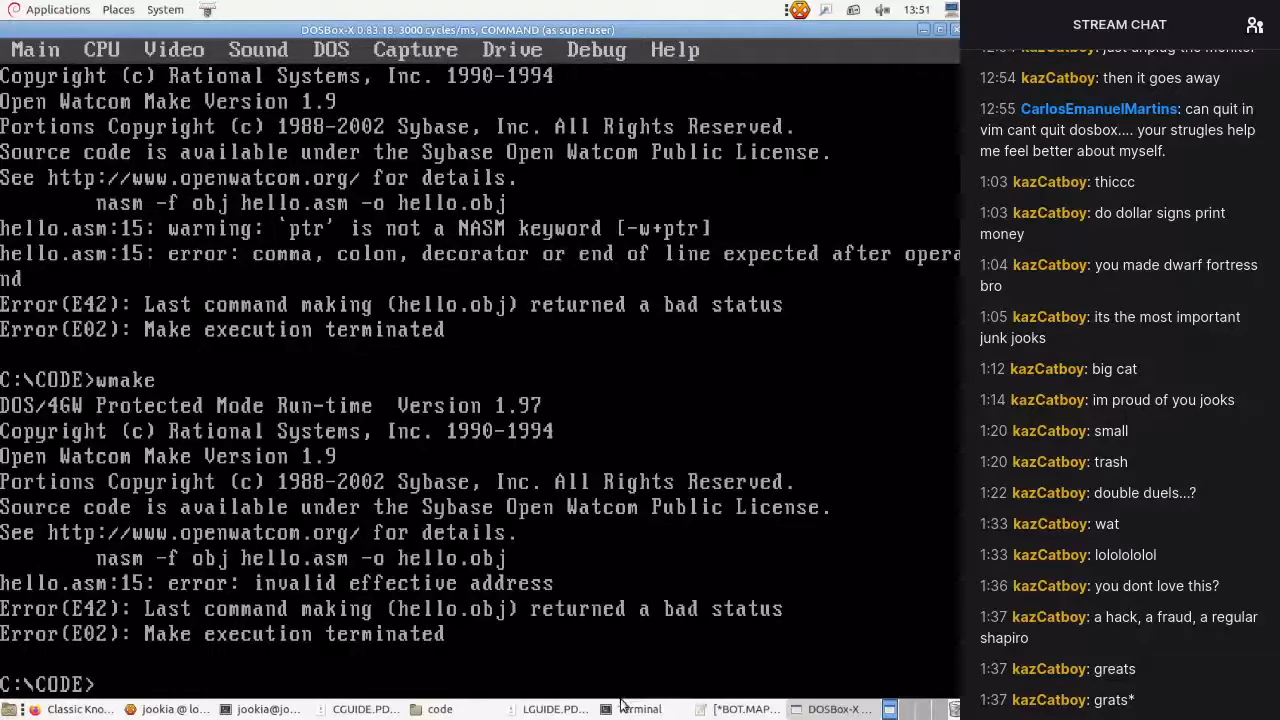 Applications Places System 13:51
DOSBox-X 0.83.18: 3000 cycles/ms, COMMAND (as superuser)
Main CPU Video Sound DOS Capture Drive Debug Help
Copyright (c) Rational Systems, Inc. 1990-1994
Open Watcom Make Version 1.9
Portions Copyright (c) 1988-2002 Sybase, Inc. All Rights Reserved.
Source code is available under the Sybase Open Watcom Public License.
See http://www.openwatcom.org/ for details.
nasm -f obj hello.asm -o hello.obj
hello.asm:15: warning: `ptr' is not a NASM keyword [-w+ptr]
hello.asm:15: error: comma, colon, decorator or end of line expected after opera
nd
Error(E42): Last command making (hello.obj) returned a bad status
Error(E02): Make execution terminated
C:\CODE>wmake
DOS/4GW Protected Mode Run-time Version 1.97
Copyright (c) Rational Systems, Inc. 1990-1994
Open Watcom Make Version 1.9
Portions Copyright (c) 1988-2002 Sybase, Inc. All Rights Reserved.
Source code is available under the Sybase Open Watcom Public License.
See http://www.openwatcom.org/ for details.
nasm -f obj hello.asm -o hello.obj
hello.asm:15: error: invalid effective address
Error(E42): Last command making (hello.obj) returned a bad status
Error(E02): Make execution terminated
C:\CODE>
Classic Kno... jookia @ lo... jookia@jo... CGUIDE.PD... code LGUIDE.PD... Terminal [*BOT.MAP... DOSBox-X ...
STREAM CHAT
12:54 kazCatboy: just unplug the monitor
12:54 kazCatboy: then it goes away
12:55 CarlosEmanuelMartins: can quit in
vim cant quit dosbox.... your strugles help
me feel better about myself.
1:03 kazCatboy: thiccc
1:03 kazCatboy: do dollar signs print
money
1:04 kazCatboy: you made dwarf fortress
bro
1:05 kazCatboy: its the most important
junk jooks
1:12 kazCatboy: big cat
1:14 kazCatboy: im proud of you jooks
1:20 kazCatboy: small
1:20 kazCatboy: trash
1:22 kazCatboy: double duels...?
1:33 kazCatboy: wat
1:33 kazCatboy: lolololol
1:36 kazCatboy: you dont love this?
1:37 kazCatboy: a hack, a fraud, a regular
shapiro
1:37 kazCatboy: greats
1:37 kazCatboy: grats*